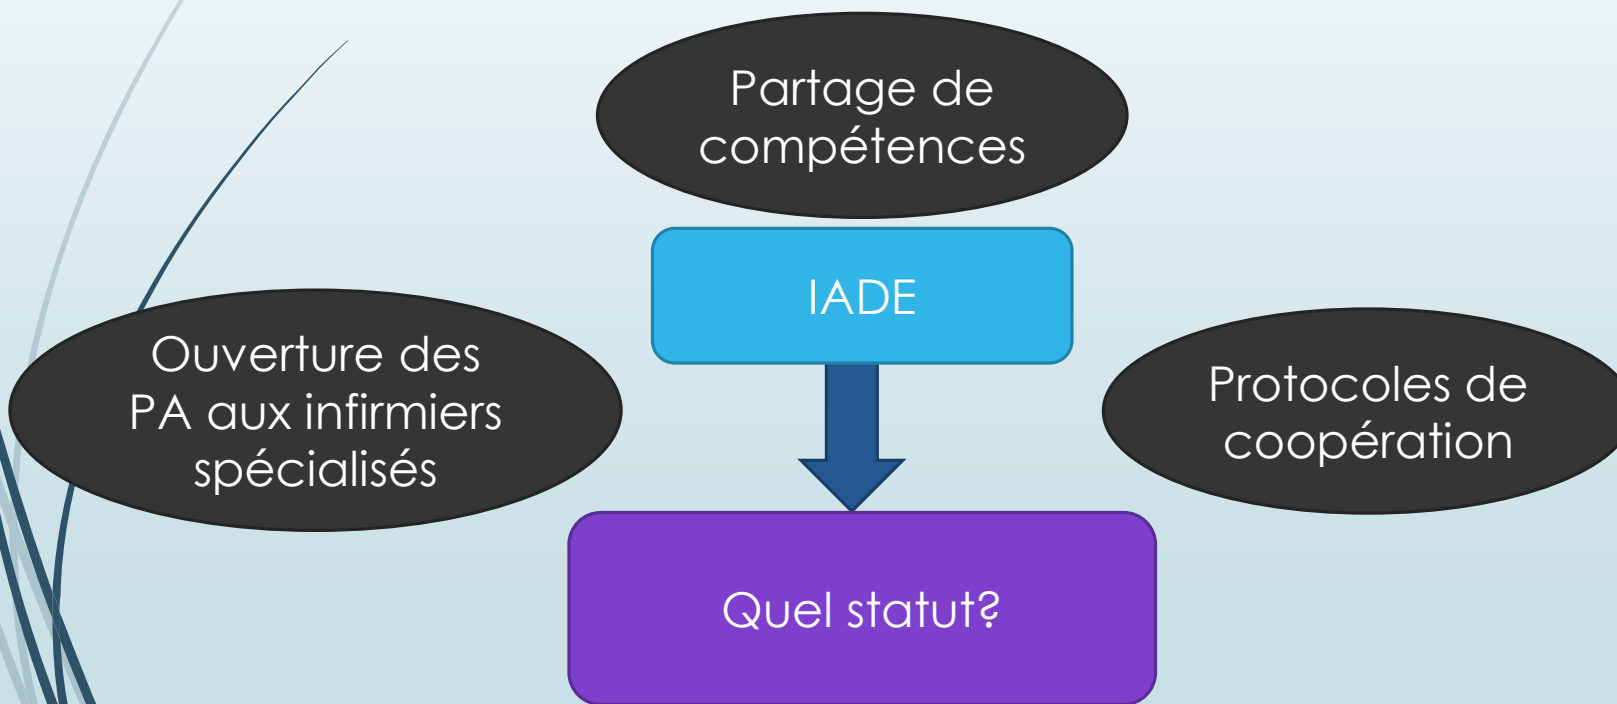 Partage de
compétences
IADE
Ouverture des
PA aux infirmiers
spécialisés
Protocoles de
coopération
Quel statut?